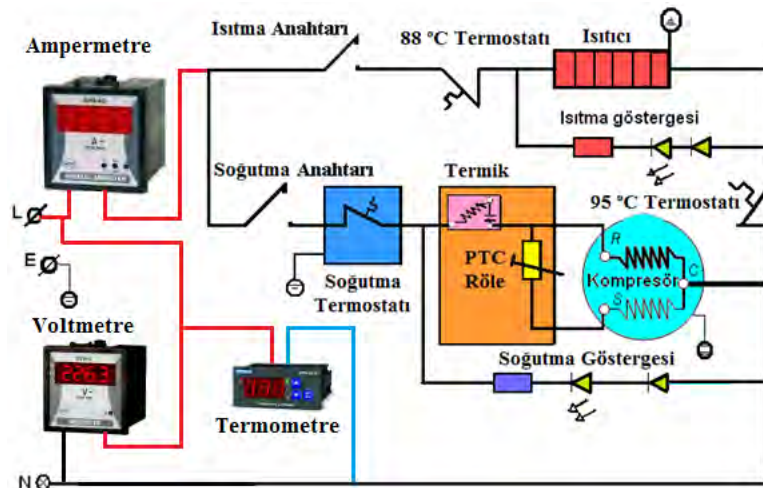 Ampermetre
Isıtma Anahtarı
88 °C Termostatı
Isıtıcı
A~
Isıtma göstergesi
Soğutma Anahtarı
Termik
95 °C Termostatı
L
E
PTC
Röle
R
Kompresör
C
S
Soğutma
Termostatı
Voltmetre
226.3
V~
Soğutma Göstergesi
Termometre
N